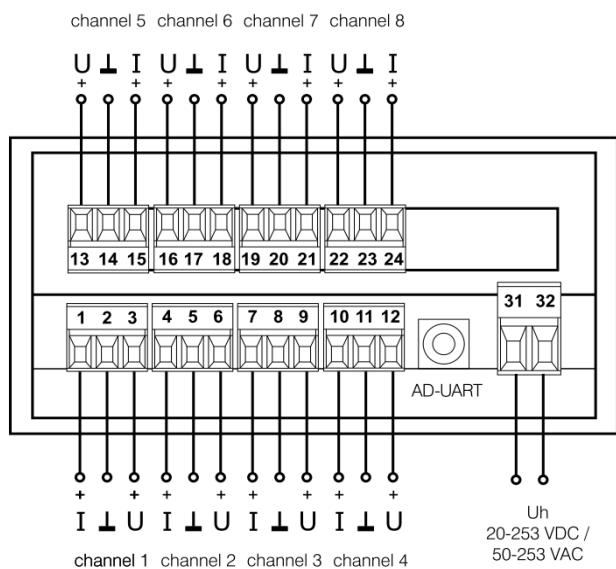 channel 5 channel 6 channel 7 channel 8
U ⊥ I U ⊥ I U ⊥ I U ⊥ I
+ + + + + + + +
13 14 15 16 17 18 19 20 21 22 23 24
1 2 3 4 5 6 7 8 9 10 11 12 31 32
AD-UART
+ + + + + + + +
I ⊥ U I ⊥ U I ⊥ U I ⊥ U
channel 1 channel 2 channel 3 channel 4
Uh
20-253 VDC /
50-253 VAC